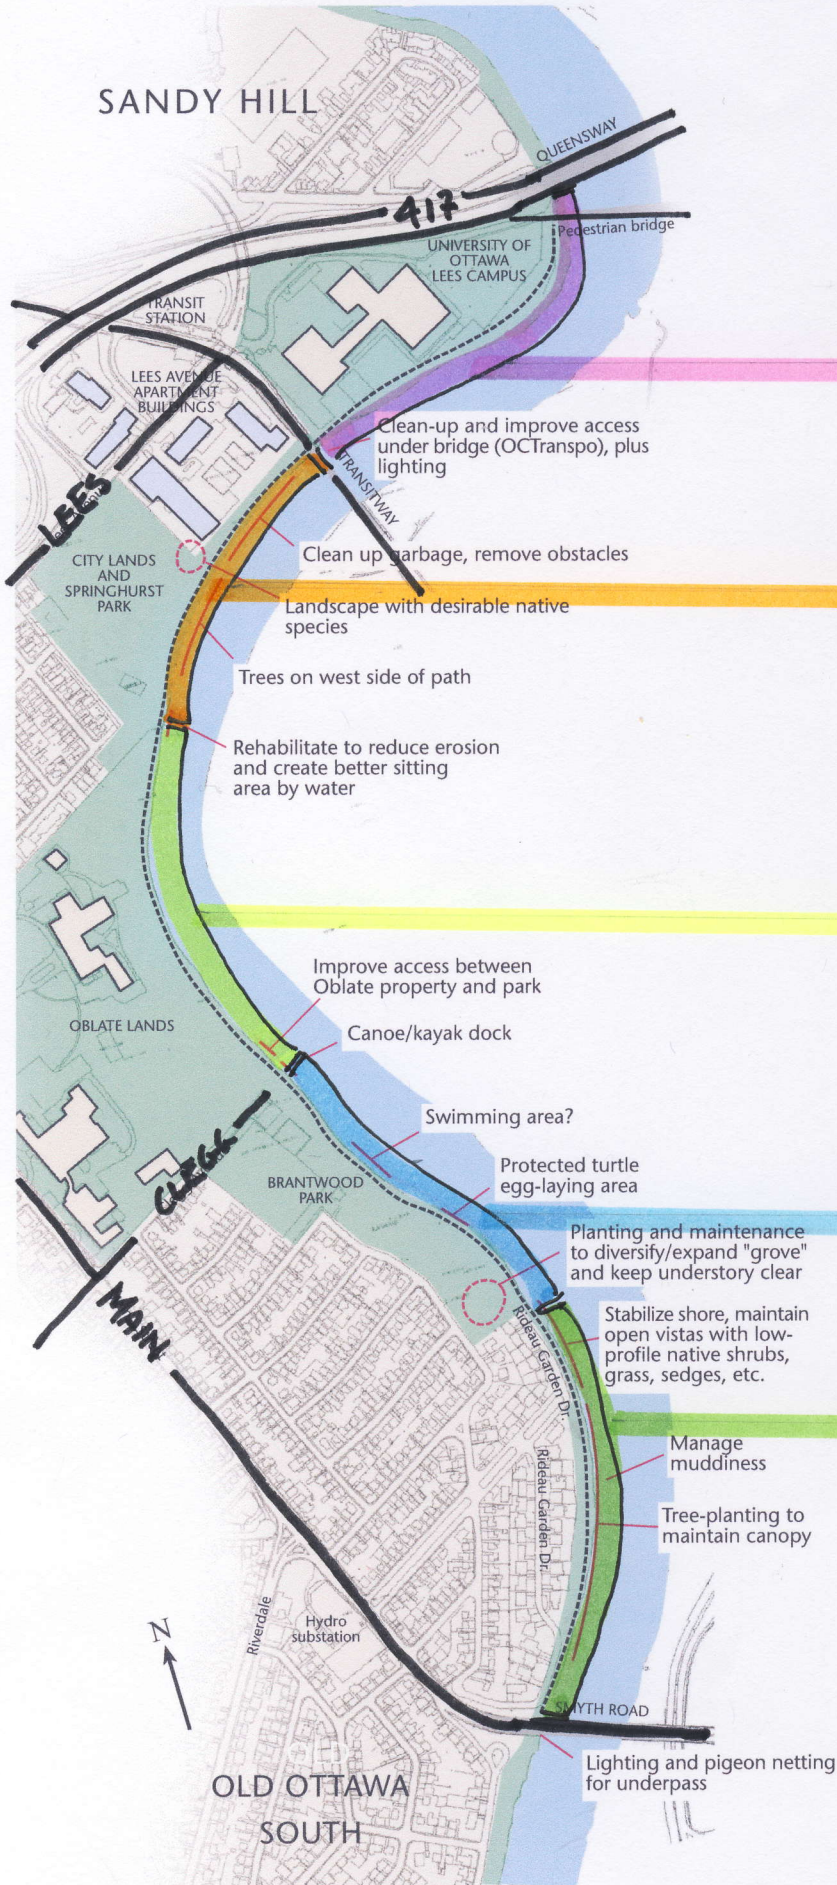 SANDY HILL
QUEENSWAY
417
Pedestrian bridge
UNIVERSITY OF
OTTAWA
LEES CAMPUS
TRANSIT
STATION
LEES AVENUE
APARTMENT
BUILDINGS
Clean-up and improve access
under bridge (OCTranspo), plus
lighting
TRANSITWAY
LEES
Clean up garbage, remove obstacles
CITY LANDS
AND
SPRINGHURST
PARK
Landscape with desirable native
species
Trees on west side of path
Rehabilitate to reduce erosion
and create better sitting
area by water
Improve access between
Oblate property and park
OBLATE LANDS
Canoe/kayak dock
Swimming area?
CLEGG
Protected turtle
egg-laying area
BRANTWOOD
PARK
Planting and maintenance
to diversify/expand "grove"
and keep understory clear
MAIN
Rideau Garden Dr.
Stabilize shore, maintain
open vistas with low-
profile native shrubs,
grass, sedges, etc.
Manage
muddiness
Rideau Garden Dr.
Tree-planting to
maintain canopy
N
Riverdale
Hydro
substation
SMYTH ROAD
Lighting and pigeon netting
for underpass
OLD OTTAWA
SOUTH